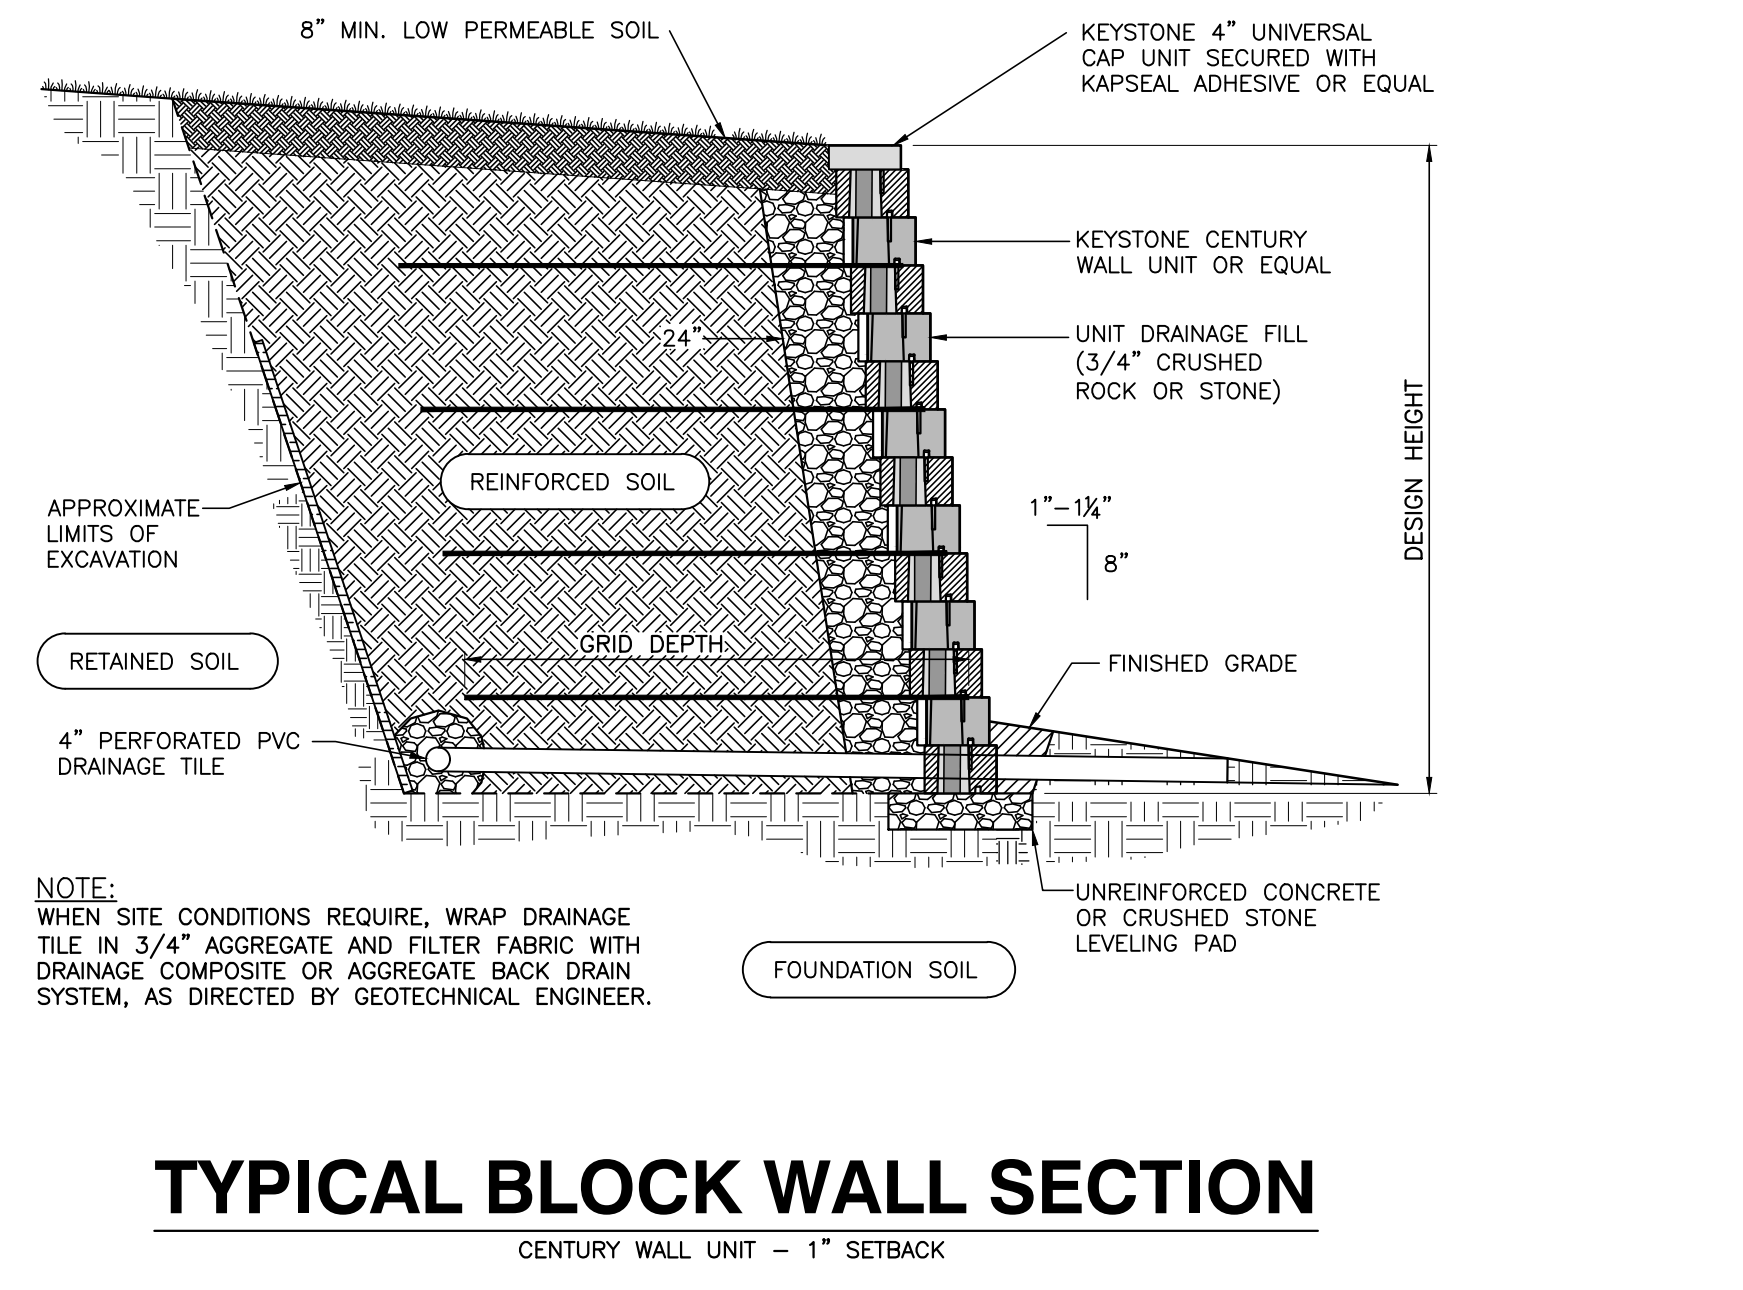 8” MIN. LOW PERMEABLE SOIL
KEYSTONE 4” UNIVERSAL
CAP UNIT SECURED WITH
KAPSEAL ADHESIVE OR EQUAL
KEYSTONE CENTURY
WALL UNIT OR EQUAL
24”
UNIT DRAINAGE FILL
(3/4” CRUSHED
ROCK OR STONE)
DESIGN HEIGHT
REINFORCED SOIL
APPROXIMATE
LIMITS OF
EXCAVATION
1”–1¼”
8”
GRID DEPTH
RETAINED SOIL
FINISHED GRADE
4” PERFORATED PVC
DRAINAGE TILE
UNREINFORCED CONCRETE
OR CRUSHED STONE
LEVELING PAD
NOTE:
WHEN SITE CONDITIONS REQUIRE, WRAP DRAINAGE
TILE IN 3/4” AGGREGATE AND FILTER FABRIC WITH
DRAINAGE COMPOSITE OR AGGREGATE BACK DRAIN
SYSTEM, AS DIRECTED BY GEOTECHNICAL ENGINEER.
FOUNDATION SOIL
TYPICAL BLOCK WALL SECTION
CENTURY WALL UNIT – 1” SETBACK